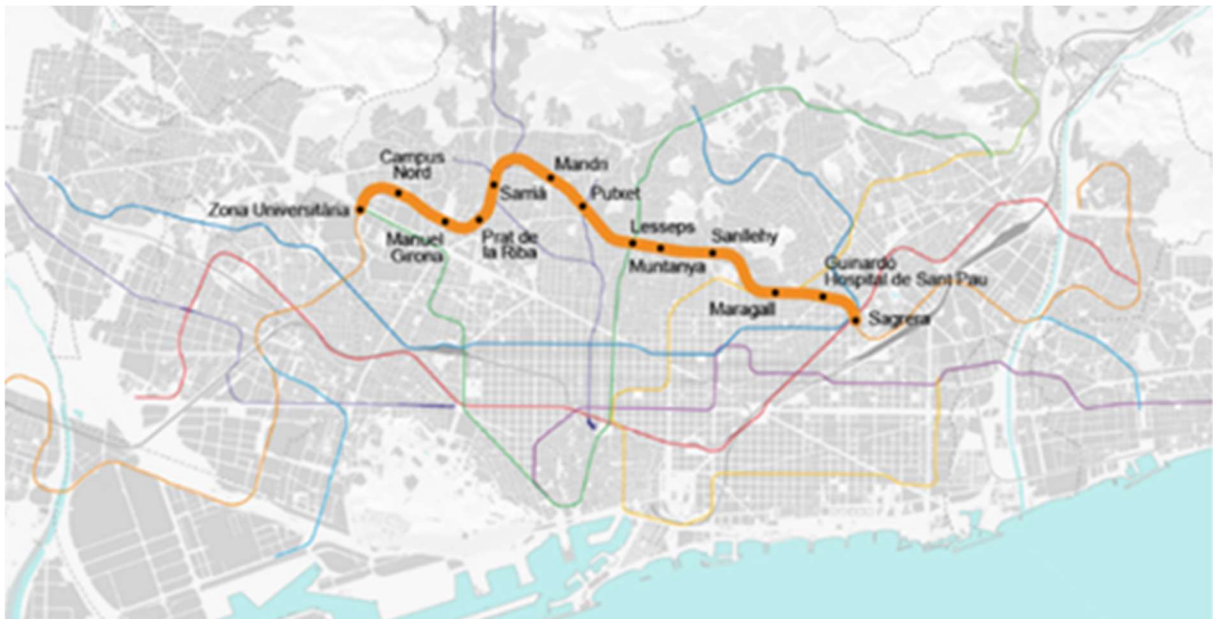 Campus
Nord
Mandri
Sarrià
Putxet
Zona Universitària
Manuel
Girona
Prat de
la Riba
Lesseps
Sanllehy
Muntanya
Guinardó
Hospital de Sant Pau
Maragall
Sagrera